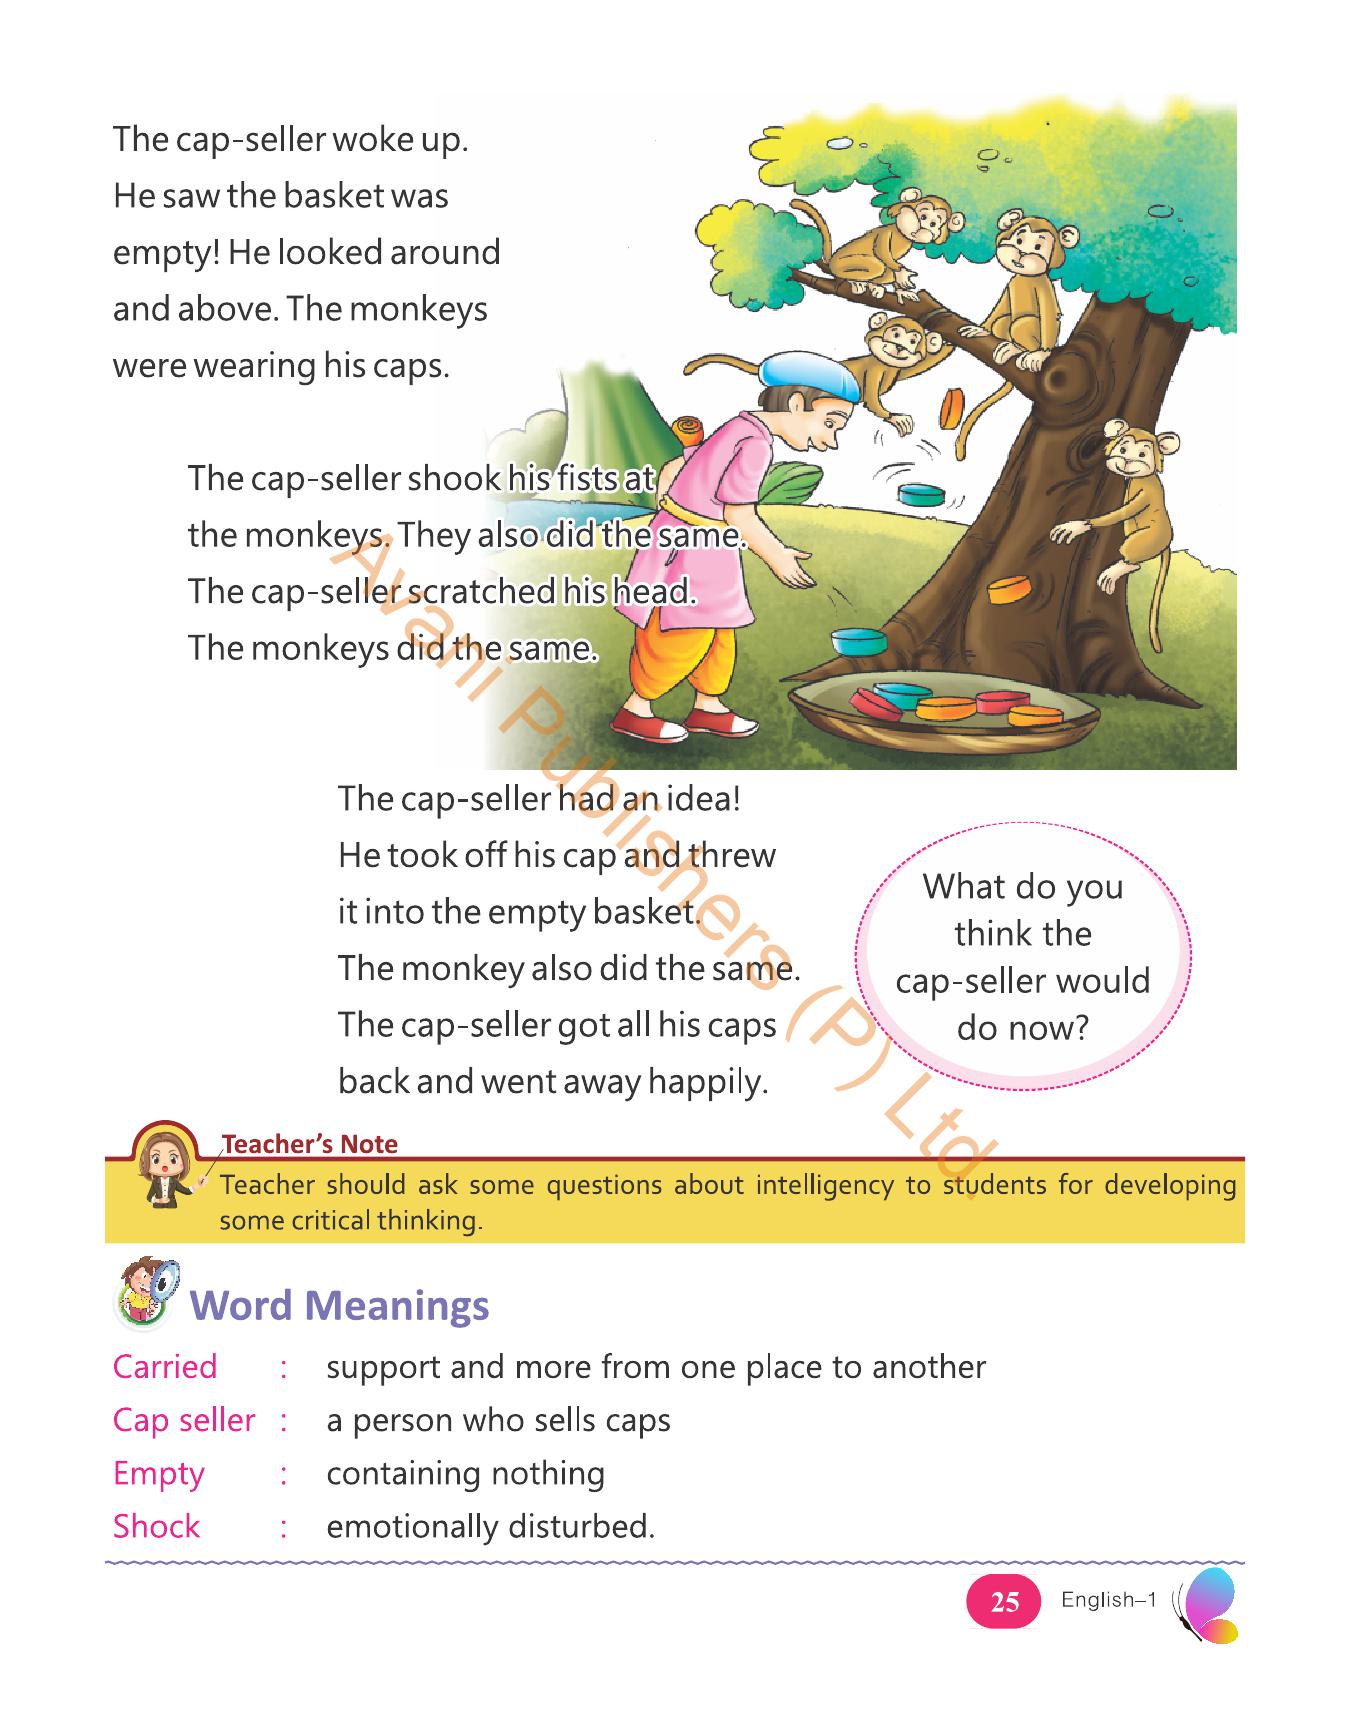 The cap-seller woke up.
He saw the basket was
empty! He looked around
and above. The monkeys
were wearing his caps.
The cap-seller shook his fists at
the monkeys. They also did the same.
The cap-seller scratched his head.
The monkeys did the same.
The cap-seller had an idea!
He took off his cap and threw
it into the empty basket.
The monkey also did the same.
The cap-seller got all his caps
back and went away happily.
What do you
think the
cap-seller would
do now?
Avani Publishers (P) Ltd.
Teacher's Note
Teacher should ask some questions about intelligency to students for developing
some critical thinking.
Word Meanings
Carried : support and more from one place to another
Cap seller : a person who sells caps
Empty : containing nothing
Shock : emotionally disturbed.
25 English–1